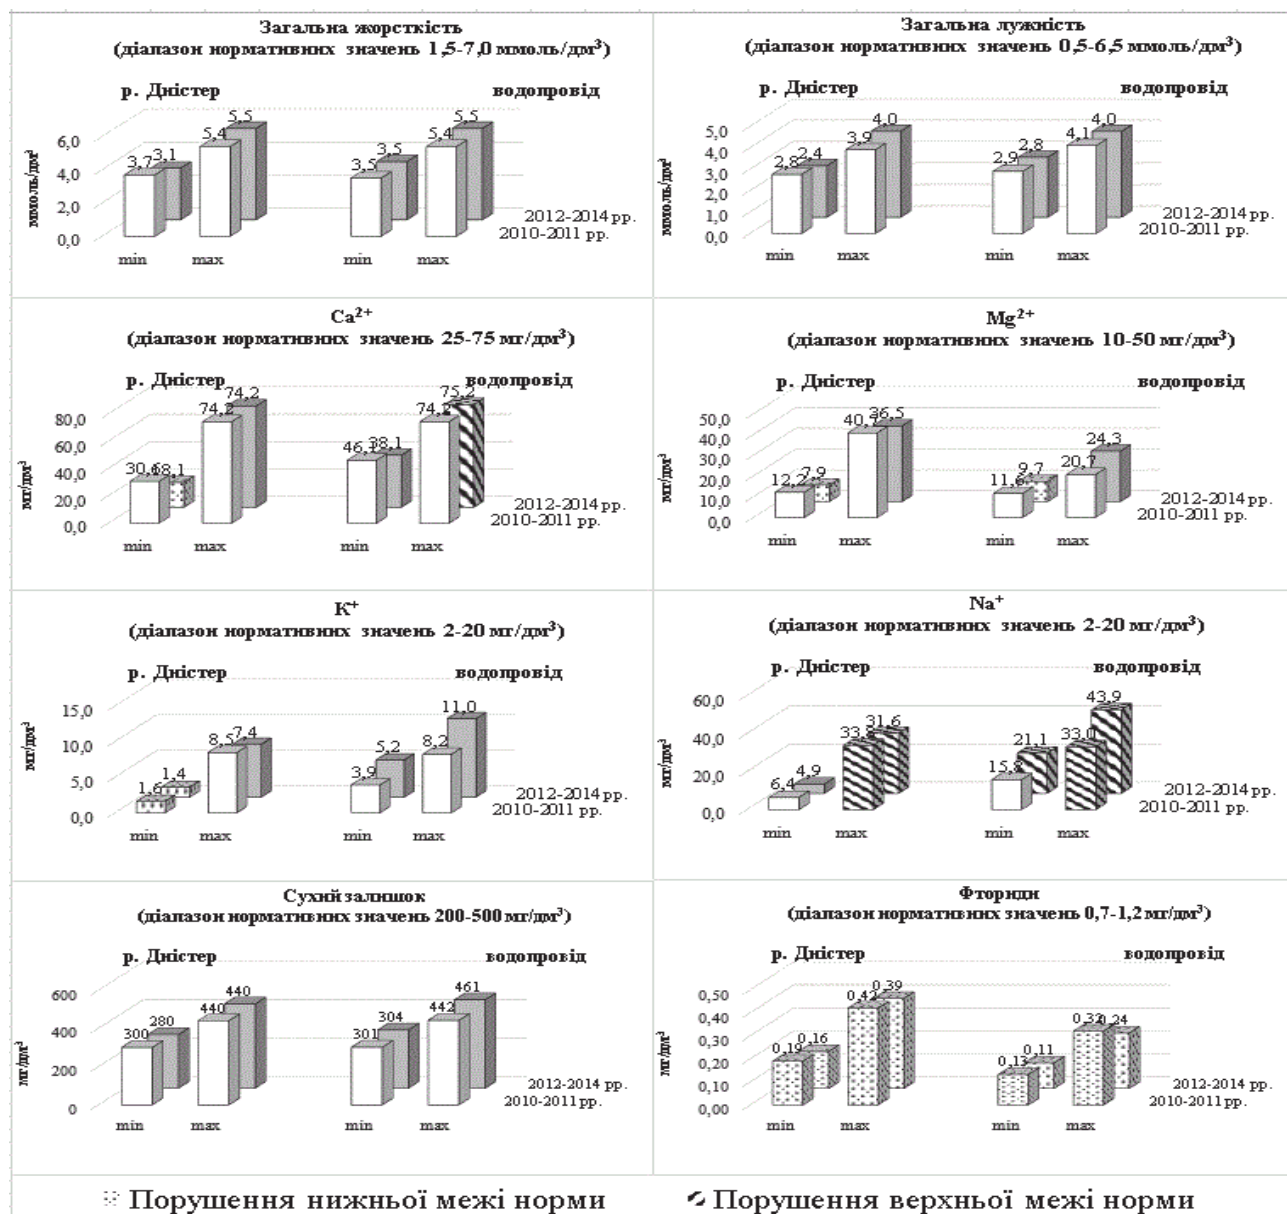 Загальна жорсткість
(діапазон нормативних значень 1,5-7,0 ммоль/дм³)
р. Дністер
водопровід
ммоль/дм³
6,0
4,0
2,0
0,0
3,7
3,1
5,4
5,5
3,5
3,5
5,4
5,5
min
max
min
max
2012-2014 рр.
2010-2011 рр.
Загальна лужність
(діапазон нормативних значень 0,5-6,5 ммоль/дм³)
р. Дністер
водопровід
ммоль/дм³
5,0
4,0
3,0
2,0
1,0
0,0
2,8
2,4
3,9
4,0
2,9
2,8
4,1
4,0
min
max
min
max
2012-2014 рр.
2010-2011 рр.
Ca²⁺
(діапазон нормативних значень 25-75 мг/дм³)
р. Дністер
водопровід
мг/дм³
80,0
60,0
40,0
20,0
0,0
30,6
18,1
74,2
74,2
46,1
38,1
74,2
75,2
min
max
min
max
2012-2014 рр.
2010-2011 рр.
Mg²⁺
(діапазон нормативних значень 10-50 мг/дм³)
р. Дністер
водопровід
мг/дм³
50,0
40,0
30,0
20,0
10,0
0,0
12,2
7,9
36,5
11,6
9,7
20,7
24,3
min
max
min
max
2012-2014 рр.
2010-2011 рр.
К⁺
(діапазон нормативних значень 2-20 мг/дм³)
р. Дністер
водопровід
мг/дм³
15,0
10,0
5,0
0,0
1,6
1,4
8,5
7,4
3,9
5,2
8,2
11,0
min
max
min
max
2012-2014 рр.
2010-2011 рр.
Na⁺
(діапазон нормативних значень 2-20 мг/дм³)
р. Дністер
водопровід
мг/дм³
60,0
40,0
20,0
0,0
6,4
4,9
33,8
31,6
15,8
21,1
33,0
43,9
min
max
min
max
2012-2014 рр.
2010-2011 рр.
Сухий залишок
(діапазон нормативних значень 200-500 мг/дм³)
р. Дністер
водопровід
мг/дм³
600
400
200
0
300
280
440
440
301
304
442
461
min
max
min
max
2012-2014 рр.
2010-2011рр.
Фториди
(діапазон нормативних значень 0,7-1,2 мг/дм³)
р. Дністер
водопровід
мг/дм³
0,50
0,40
0,30
0,20
0,10
0,00
0,19
0,16
0,42
0,39
0,13
0,11
0,32
0,24
min
max
min
max
2012-2014 рр.
2010-2011рр.
Порушення нижньої межі норми
Порушення верхньої межі норми